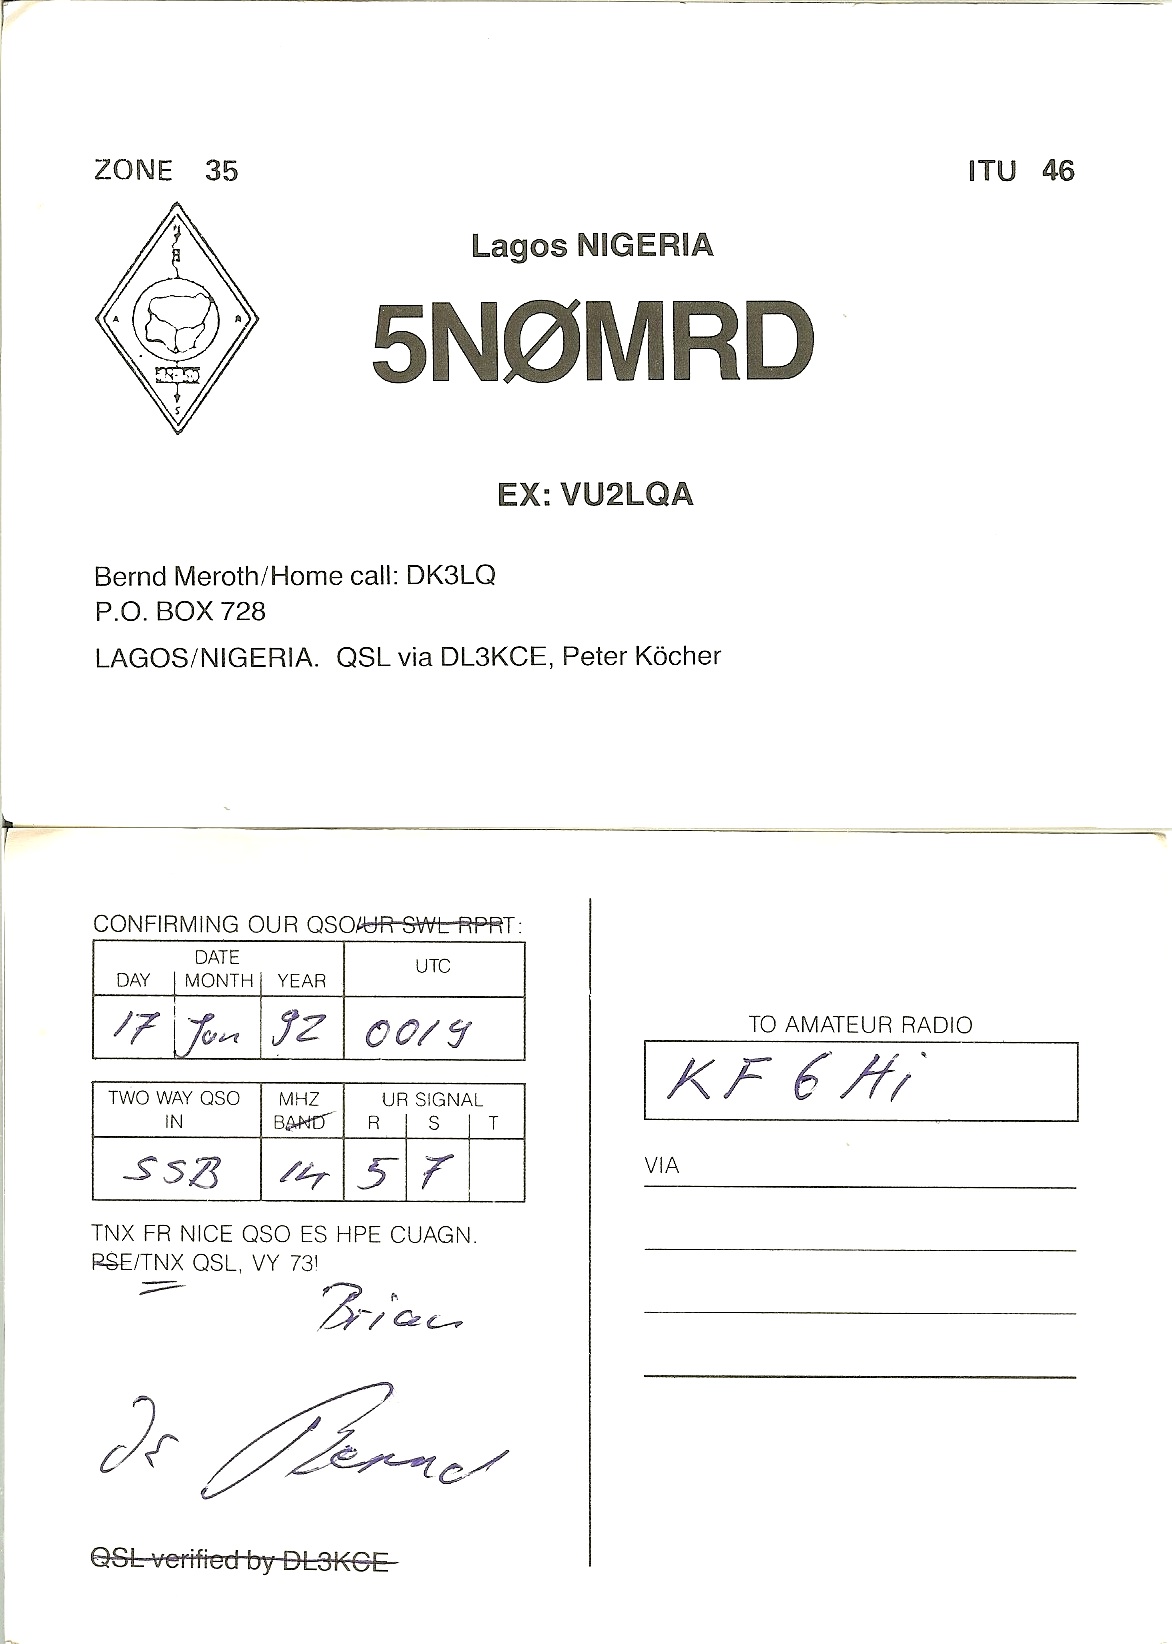 ZONE 35
ITU 46
Lagos NIGERIA
5NØMRD
A
S
EX: VU2LQA
Bernd Meroth/Home call: DK3LQ
P.O. BOX 728
LAGOS/NIGERIA. QSL via DL3KCE, Peter Köcher
CONFIRMING OUR QSO/UR SWL RPRT:
DATE
DAY MONTH YEAR
UTC
17 Jan 92 0019
TWO WAY QSO IN
MHZ
BAND
UR SIGNAL
R S T
SSB 14 5 7
TNX FR NICE QSO ES HPE CUAGN.
PSE/TNX QSL, VY 73!
Brian
Bernd
QSL verified by DL3KCE
TO AMATEUR RADIO
KF6Hi
VIA